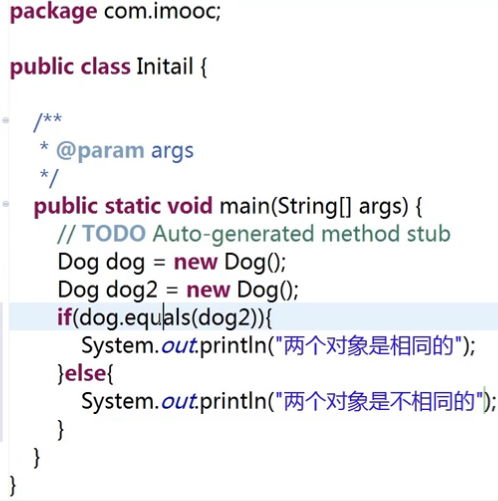 package com.imooc;
public class Initail {
/**
* @param args
*/
public static void main(String[] args) {
// TODO Auto-generated method stub
Dog dog = new Dog();
Dog dog2 = new Dog();
if(dog.equals(dog2)){
System.out.println("两个对象是相同的");
}else{
System.out.println("两个对象是不相同的");
}
}
}